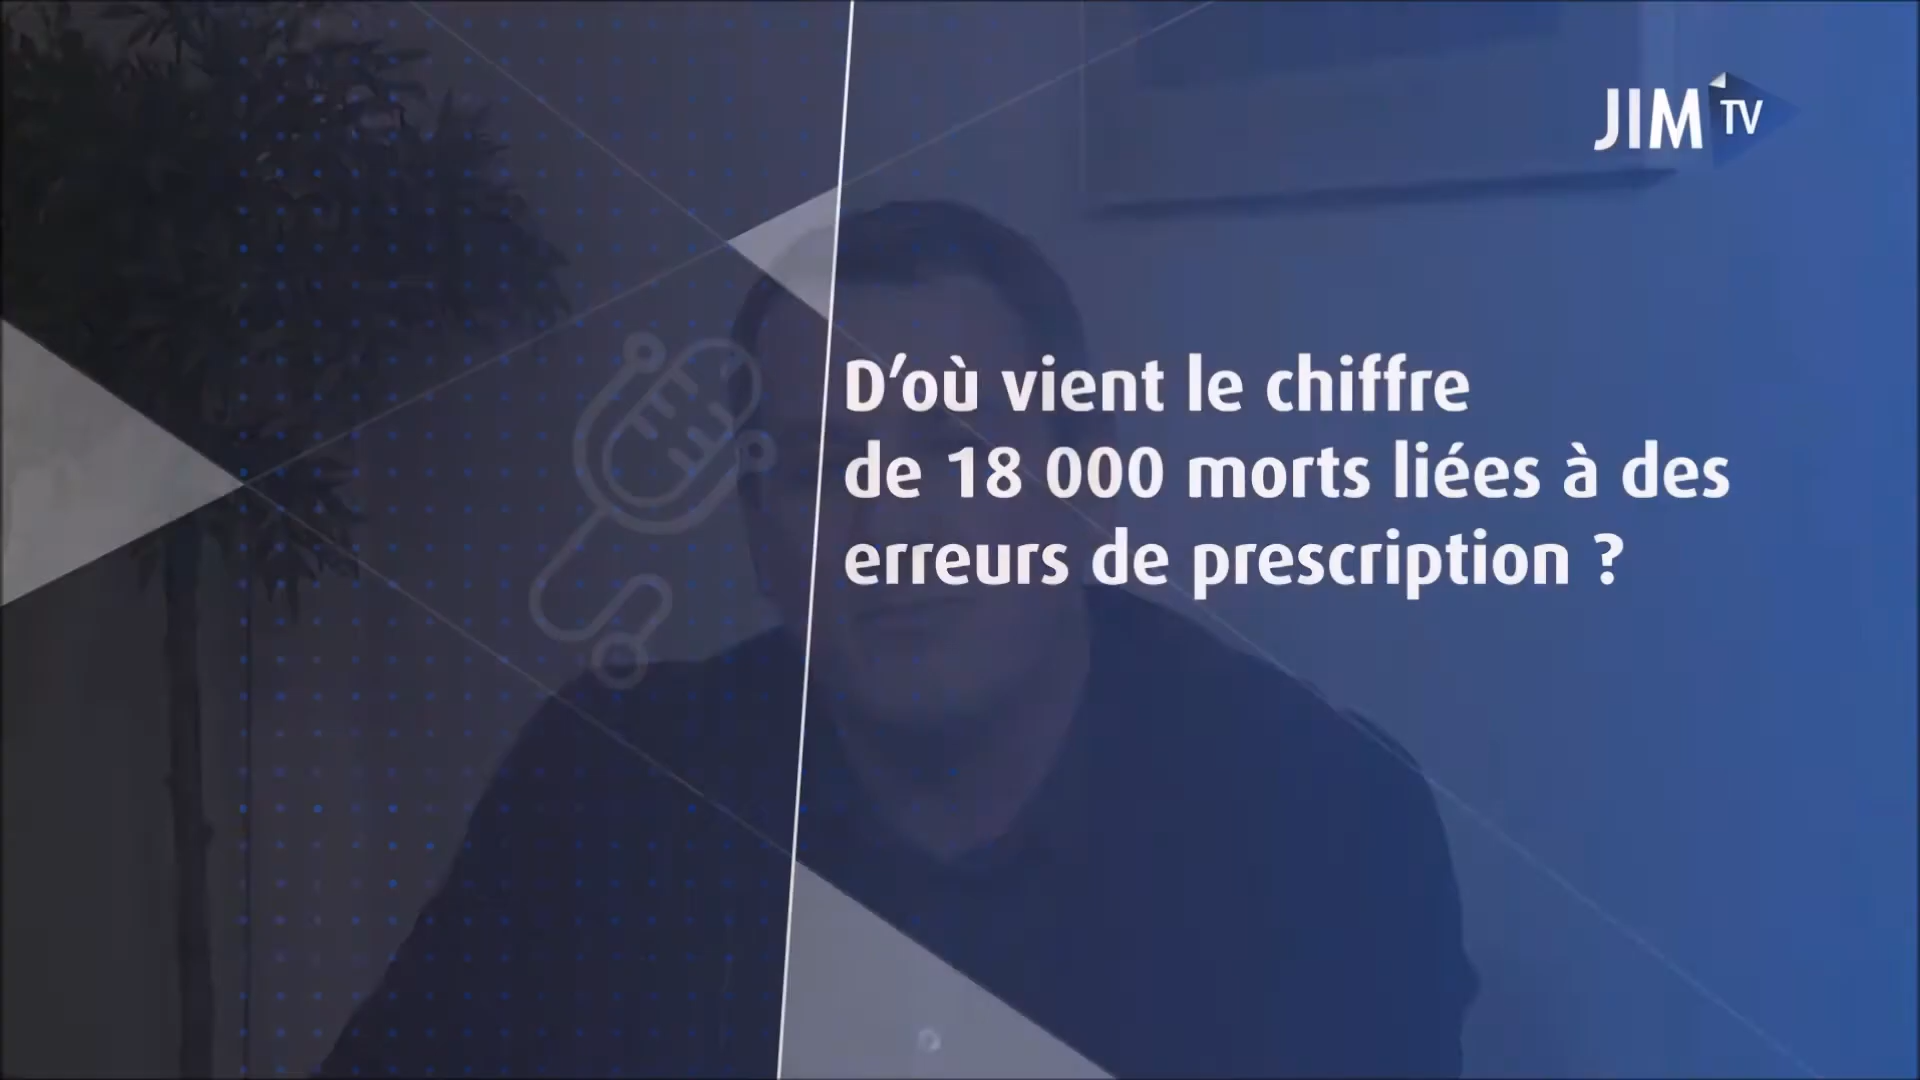 JIM TV
D’où vient le chiffre
de 18 000 morts liées à des
erreurs de prescription ?